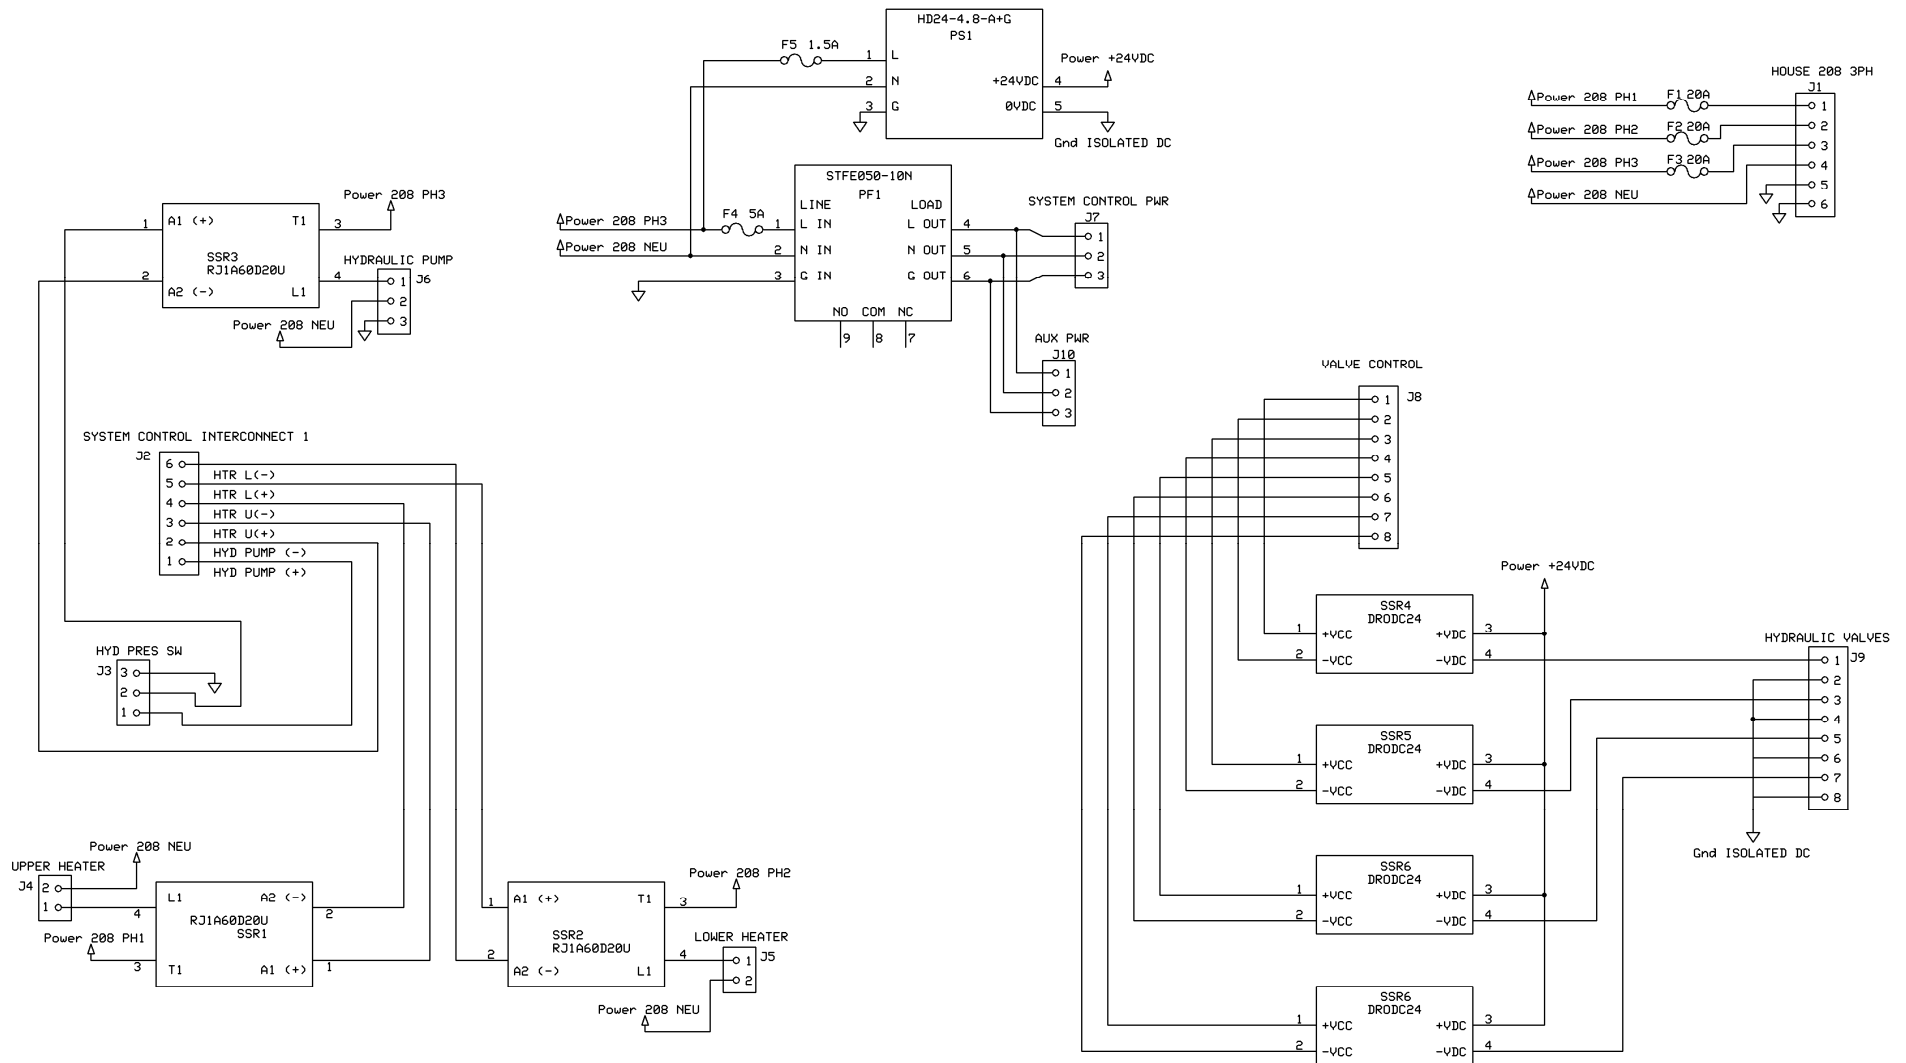 HD24-4.8-A+G
PS1
F5 1.5A
1 L
2 N
3 G
+24VDC 4
0VDC 5
Power +24VDC
Gnd ISOLATED DC
HOUSE 208 3PH
J1
Power 208 PH1 F1 20A 1
Power 208 PH2 F2 20A 2
Power 208 PH3 F3 20A 3
Power 208 NEU 4
5
6
STFE050-10N
PF1
LINE LOAD
Power 208 PH3 F4 5A 1 L IN L OUT 4
Power 208 NEU 2 N IN N OUT 5
3 G IN G OUT 6
NO COM NC
9 8 7
SYSTEM CONTROL PWR
J7
1
2
3
AUX PWR
J10
1
2
3
Power 208 PH3
1 A1 (+) T1 3
SSR3
RJ1A60D20U
2 A2 (-) L1 4
HYDRAULIC PUMP
J6
1
2
3
Power 208 NEU
SYSTEM CONTROL INTERCONNECT 1
J2
6
HTR L(-)
5
HTR L(+)
4
HTR U(-)
3
HTR U(+)
2
HYD PUMP (-)
1
HYD PUMP (+)
HYD PRES SW
J3
3
2
1
Power 208 NEU
UPPER HEATER
J4
2
1
4 L1 A2 (-) 2
RJ1A60D20U
SSR1
Power 208 PH1
3 T1 A1 (+) 1
Power 208 PH2
1 A1 (+) T1 3
SSR2
RJ1A60D20U
2 A2 (-) L1 4
LOWER HEATER
J5
1
2
Power 208 NEU
VALVE CONTROL
J8
1
2
3
4
5
6
7
8
Power +24VDC
SSR4
DRODC24
1 +VCC +VDC 3
2 -VCC -VDC 4
SSR5
DRODC24
1 +VCC +VDC 3
2 -VCC -VDC 4
SSR6
DRODC24
1 +VCC +VDC 3
2 -VCC -VDC 4
SSR6
DRODC24
1 +VCC +VDC 3
2 -VCC -VDC 4
HYDRAULIC VALVES
J9
1
2
3
4
5
6
7
8
Gnd ISOLATED DC